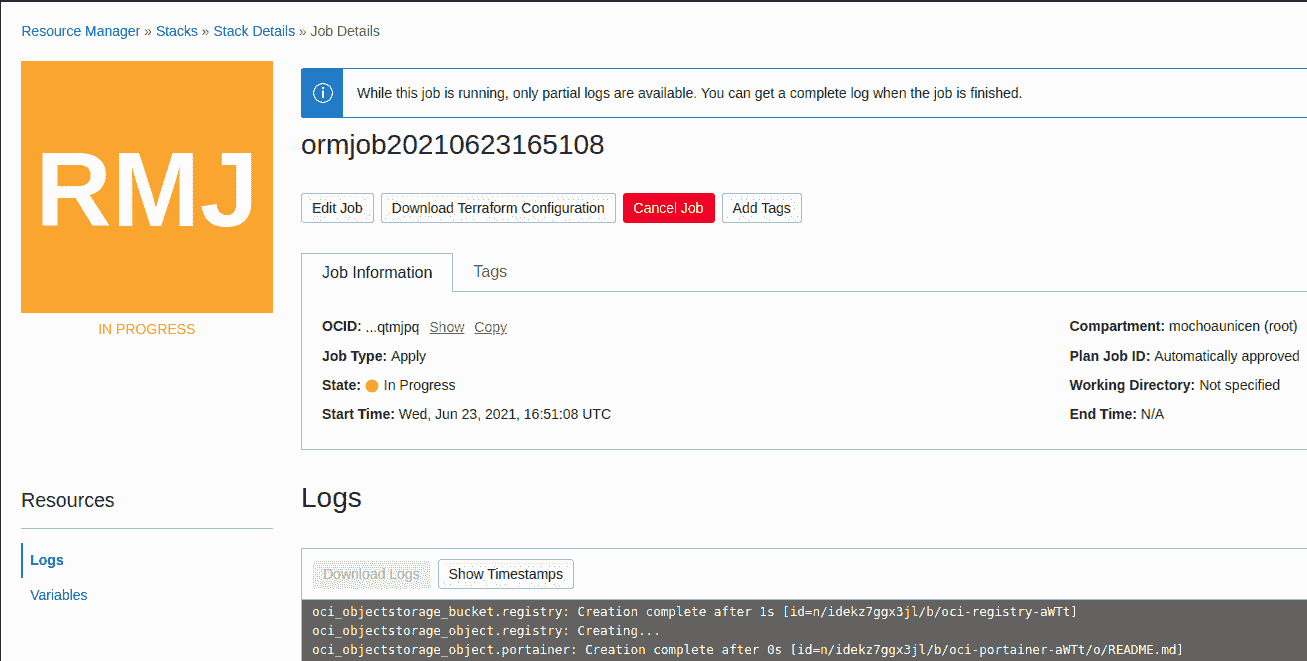 Resource Manager » Stacks » Stack Details » Job Details
RMJ
IN PROGRESS
While this job is running, only partial logs are available. You can get a complete log when the job is finished.
ormjob20210623165108
Edit Job Download Terraform Configuration Cancel Job Add Tags
Job Information Tags
OCID: ...qtmjpq Show Copy
Job Type: Apply
State: In Progress
Start Time: Wed, Jun 23, 2021, 16:51:08 UTC
Compartment: mochoaunicen (root)
Plan Job ID: Automatically approved
Working Directory: Not specified
End Time: N/A
Resources
Logs
Variables
Logs
Download Logs Show Timestamps
oci_objectstorage_bucket.registry: Creation complete after 1s [id=n/idekz7ggx3jl/b/oci-registry-aWTt]
oci_objectstorage_object.registry: Creating...
oci_objectstorage_object.portainer: Creation complete after 0s [id=n/idekz7ggx3jl/b/oci-portainer-aWTt/o/README.md]